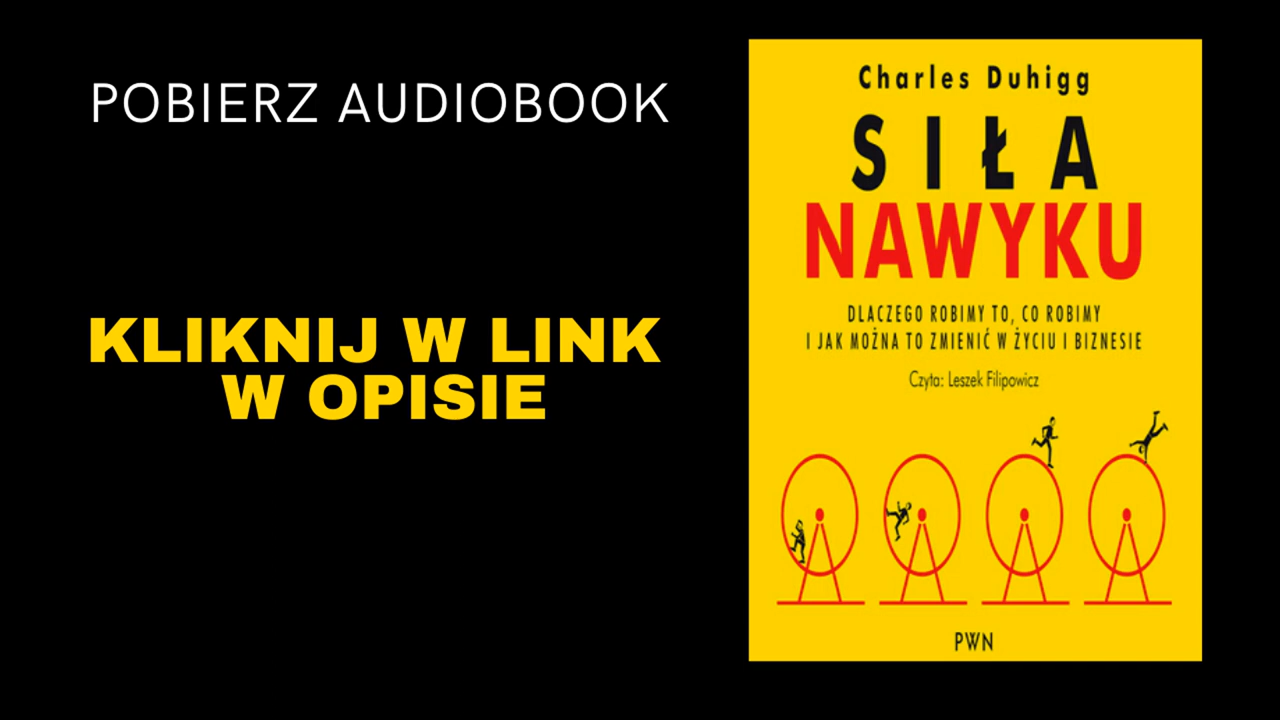 POBIERZ AUDIOBOOK
KLIKNIJ W LINK
W OPISIE
Charles Duhigg
SIŁA
NAWYKU
DLACZEGO ROBIMY TO, CO ROBIMY
I JAK MOŻNA TO ZMIENIĆ W ŻYCIU I BIZNESIE
Czyta: Leszek Filipowicz
PWN